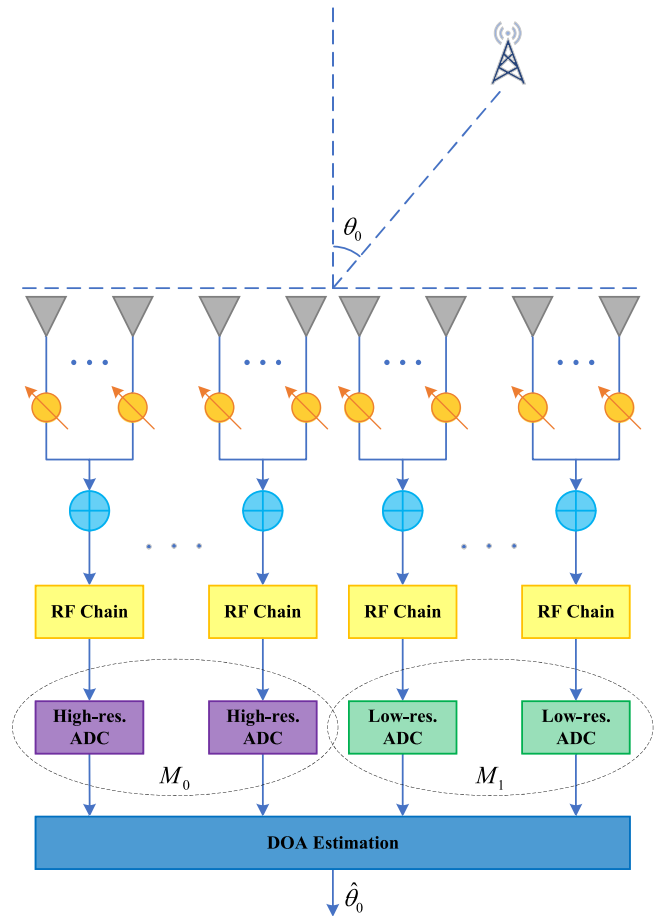 θ₀
RF Chain RF Chain RF Chain RF Chain
High-res. High-res. Low-res. Low-res.
ADC ADC ADC ADC
M₀ M₁
DOA Estimation
θ̂₀